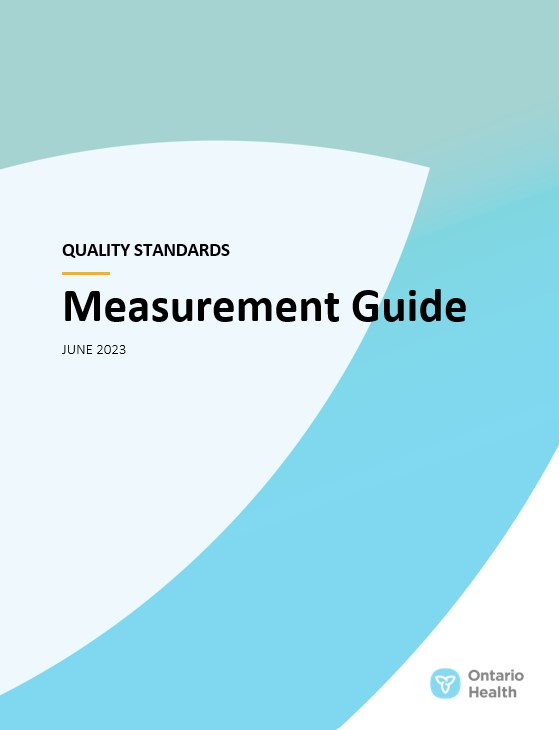 QUALITY STANDARDS
Measurement Guide
JUNE 2023
Ontario
Health